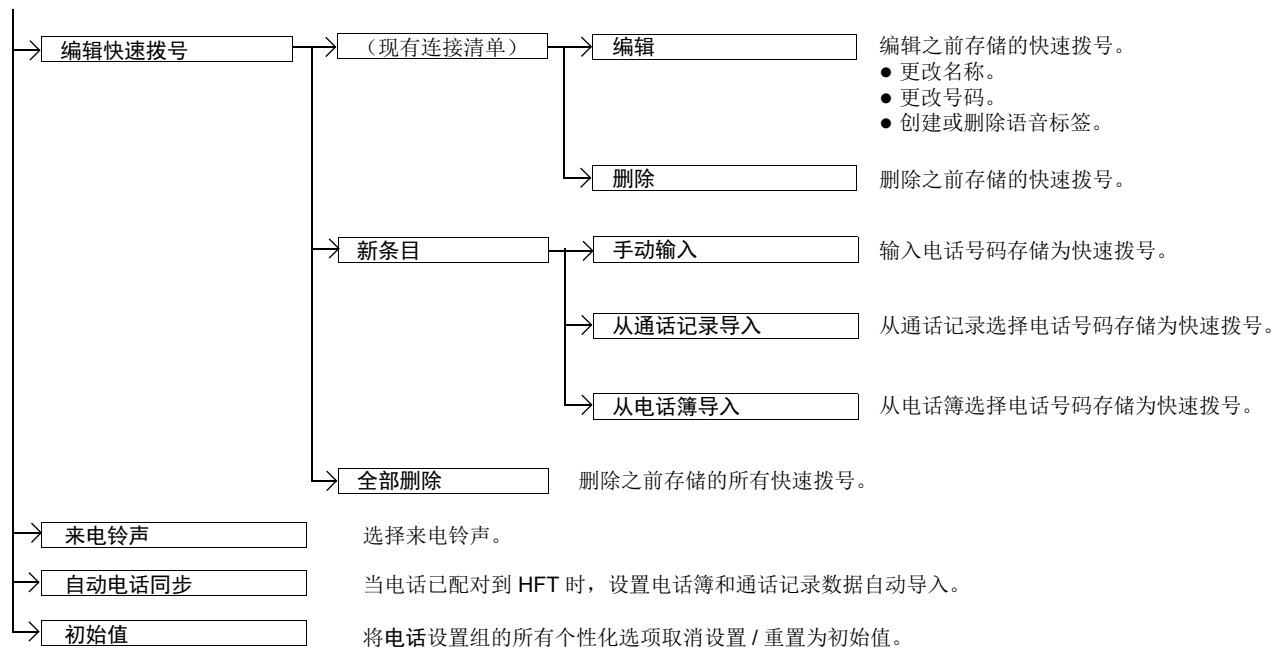 编辑快速拨号
（现有连接清单）
编辑
编辑之前存储的快速拨号。
● 更改名称。
● 更改号码。
● 创建或删除语音标签。
删除
删除之前存储的快速拨号。
新条目
手动输入
输入电话号码存储为快速拨号。
从通话记录导入
从通话记录选择电话号码存储为快速拨号。
从电话簿导入
从电话簿选择电话号码存储为快速拨号。
全部删除
删除之前存储的所有快速拨号。
来电铃声
选择来电铃声。
自动电话同步
当电话已配对到 HFT 时，设置电话簿和通话记录数据自动导入。
初始值
将电话设置组的所有个性化选项取消设置 / 重置为初始值。